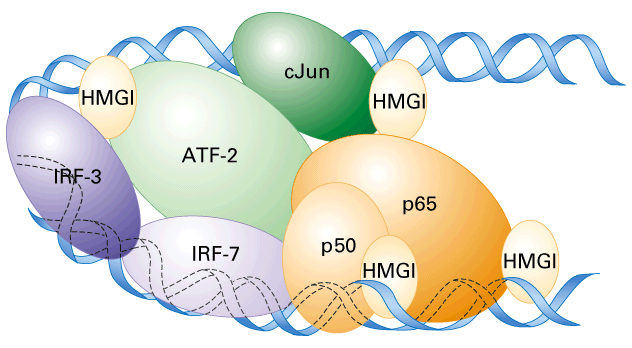 cJun
HMGI
HMGI
ATF-2
IRF-3
p65
IRF-7
p50
HMGI
HMGI